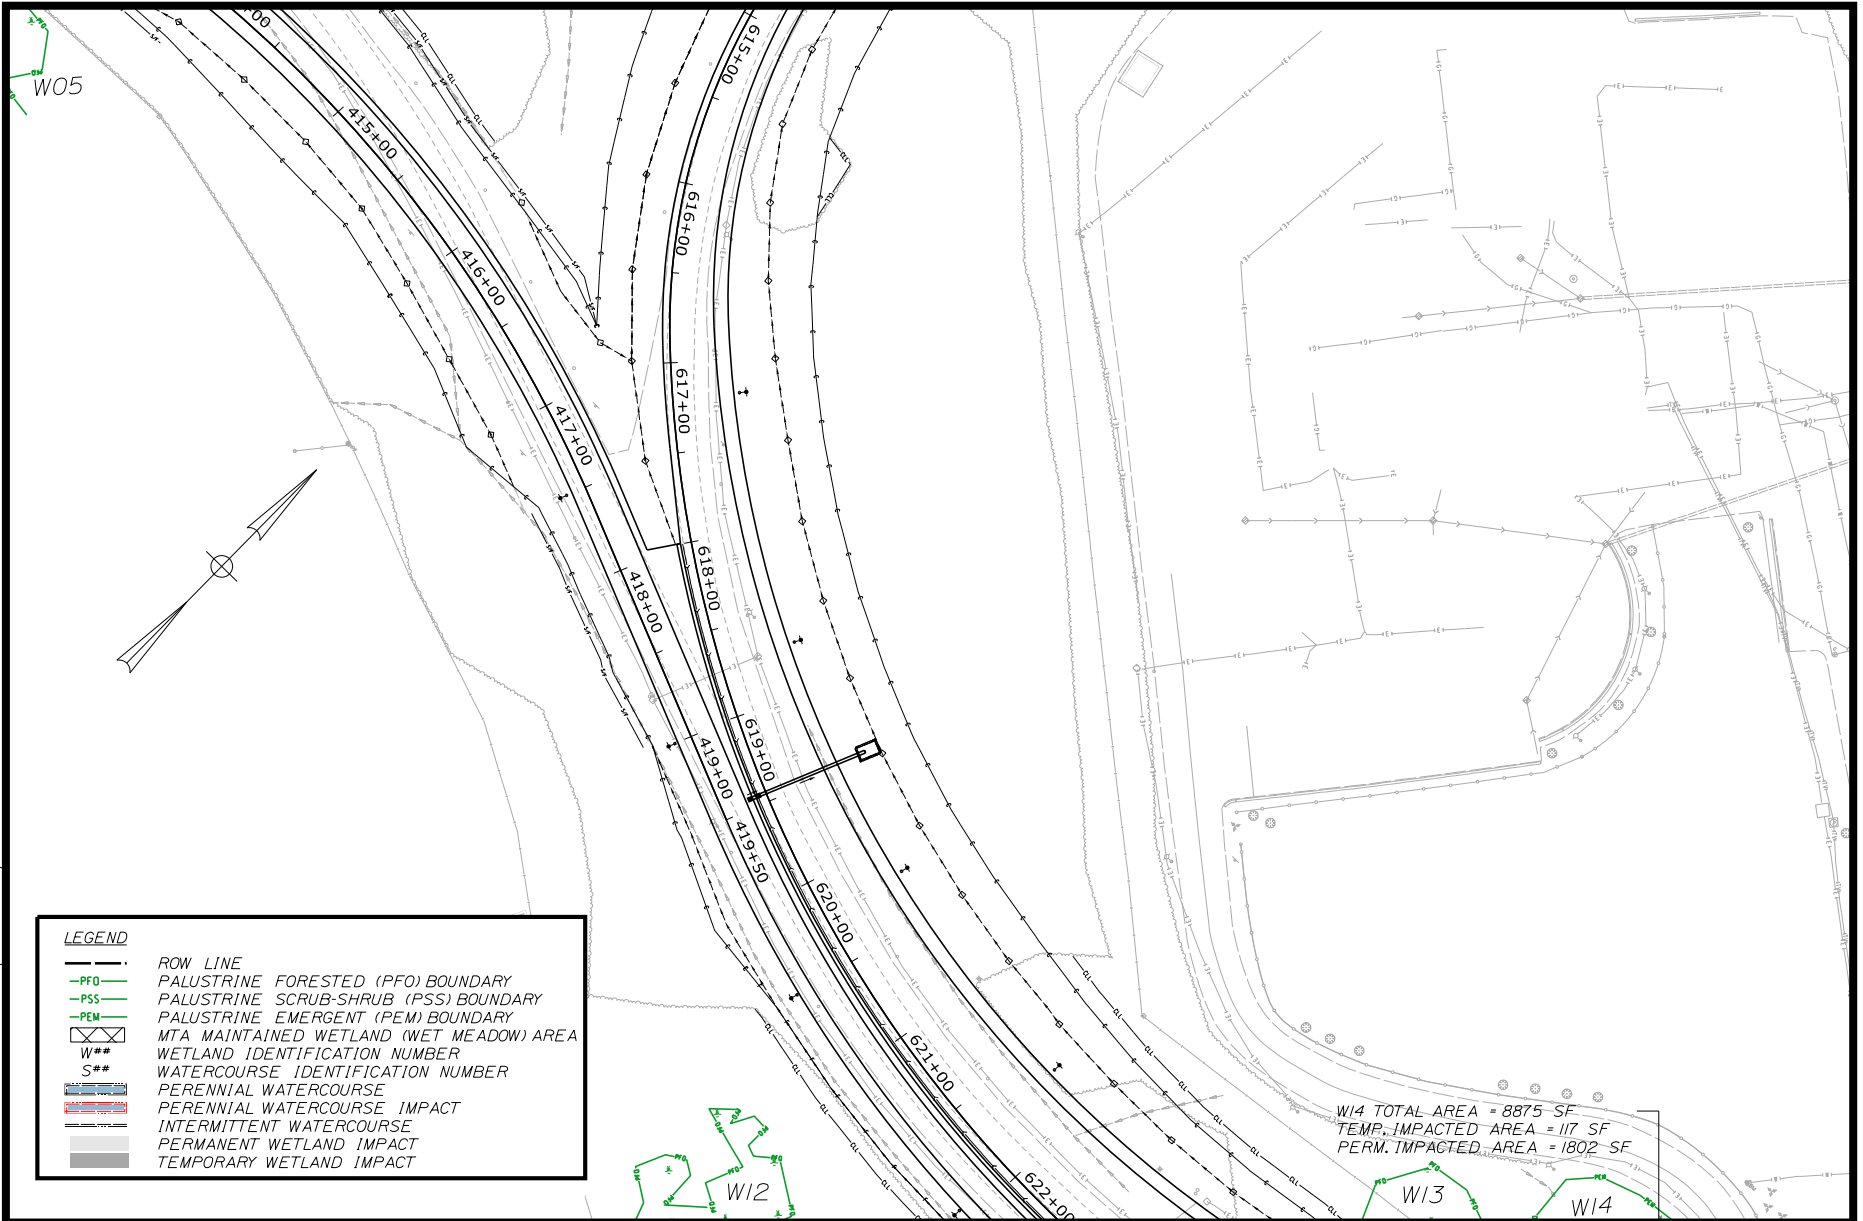 W05
415+00
416+00
417+00
418+00
419+00
419+50
615+00
616+00
617+00
618+00
619+00
620+00
621+00
622+00
LEGEND
ROW LINE
PFO PALUSTRINE FORESTED (PFO) BOUNDARY
PSS PALUSTRINE SCRUB-SHRUB (PSS) BOUNDARY
PEM PALUSTRINE EMERGENT (PEM) BOUNDARY
MTA MAINTAINED WETLAND (WET MEADOW) AREA
W## WETLAND IDENTIFICATION NUMBER
S## WATERCOURSE IDENTIFICATION NUMBER
PERENNIAL WATERCOURSE
PERENNIAL WATERCOURSE IMPACT
INTERMITTENT WATERCOURSE
PERMANENT WETLAND IMPACT
TEMPORARY WETLAND IMPACT
W14 TOTAL AREA = 8875 SF
TEMP. IMPACTED AREA = 117 SF
PERM. IMPACTED AREA = 1802 SF
W12
W13
W14